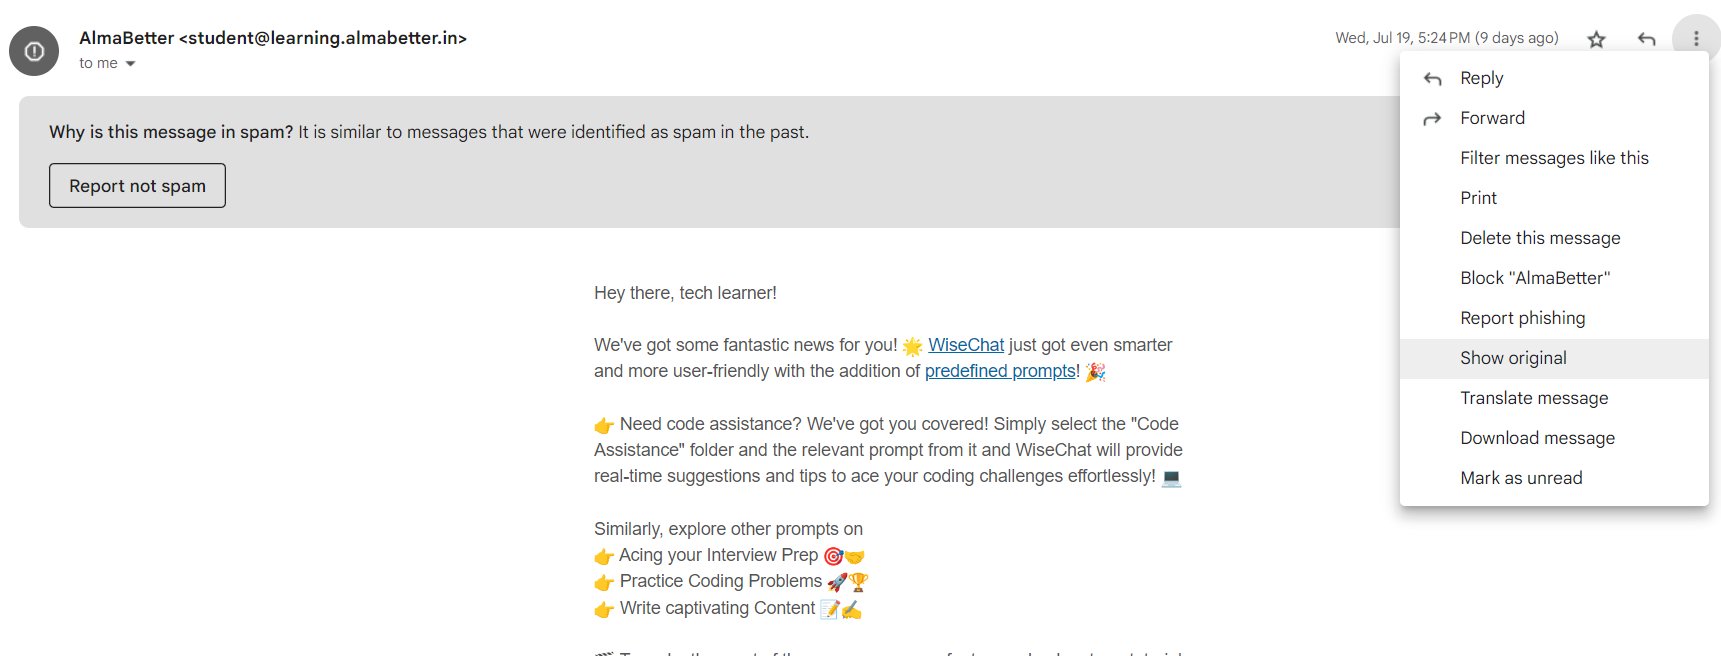 AlmaBetter <student@learning.almabetter.in>
Wed, Jul 19, 5:24 PM (9 days ago)
to me
Why is this message in spam? It is similar to messages that were identified as spam in the past.
Report not spam
Reply
Forward
Filter messages like this
Print
Delete this message
Block "AlmaBetter"
Report phishing
Show original
Translate message
Download message
Mark as unread
Hey there, tech learner!
We've got some fantastic news for you! 🌟 WiseChat just got even smarter
and more user-friendly with the addition of predefined prompts! 🎉
👉 Need code assistance? We've got you covered! Simply select the "Code
Assistance" folder and the relevant prompt from it and WiseChat will provide
real-time suggestions and tips to ace your coding challenges effortlessly! 💻
Similarly, explore other prompts on
👉 Acing your Interview Prep 🎯🤝
👉 Practice Coding Problems 🚀🏆
👉 Write captivating Content 📝✍️